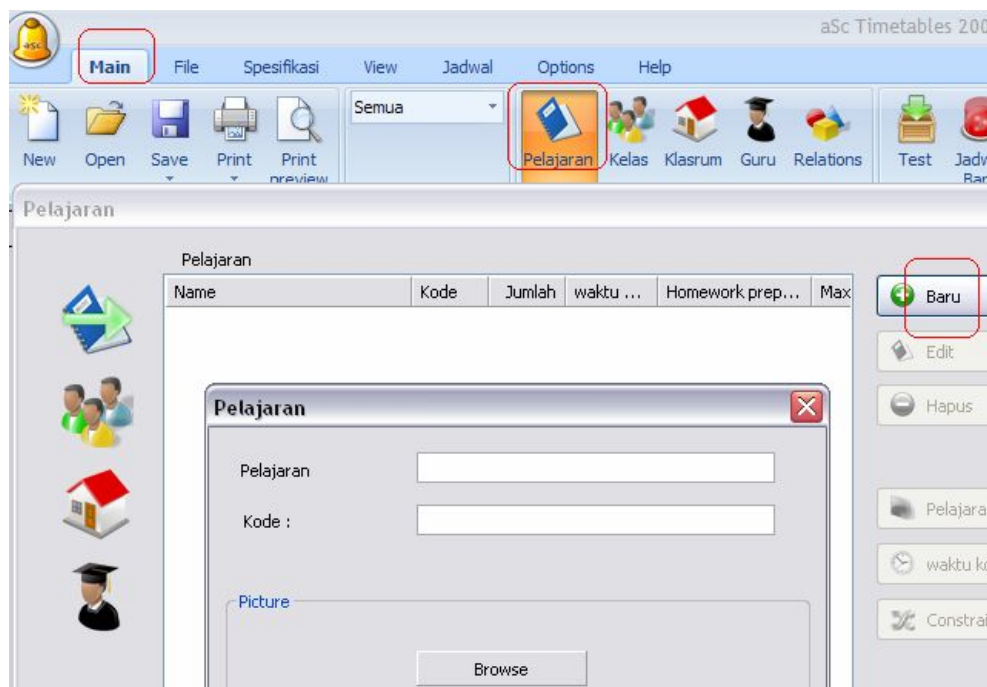 aSc Timetables 200
aSc
Main File Spesifikasi View Jadwal Options Help
Semua
New Open Save Print Print preview Pelajaran Kelas Klasrum Guru Relations Test Jadw
Bar
Pelajaran
Pelajaran
Name Kode Jumlah waktu ... Homework prep... Max
Baru
Edit
Hapus
Pelajaran
Pelajaran
Kode :
Pelajara
waktu ko
Picture
Constrai
Browse